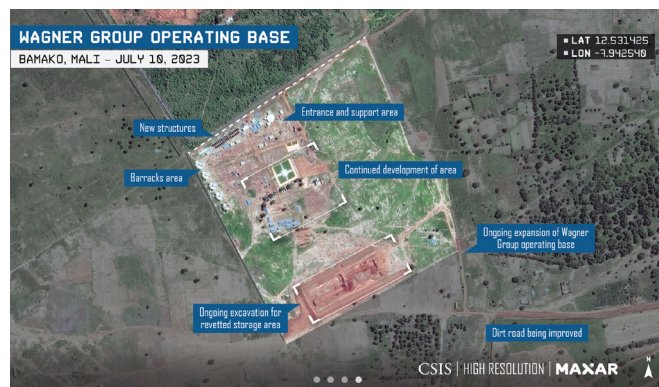 WAGNER GROUP OPERATING BASE
BAMAKO, MALI – JULY 10, 2023
LAT 12.531425
LON -7.942540
Entrance and support area
New structures
Continued development of area
Barracks area
Ongoing expansion of Wagner
Group operating base
Ongoing excavation for
revetted storage area
Dirt road being improved
CSIS | HIGH RESOLUTION | MAXAR
N